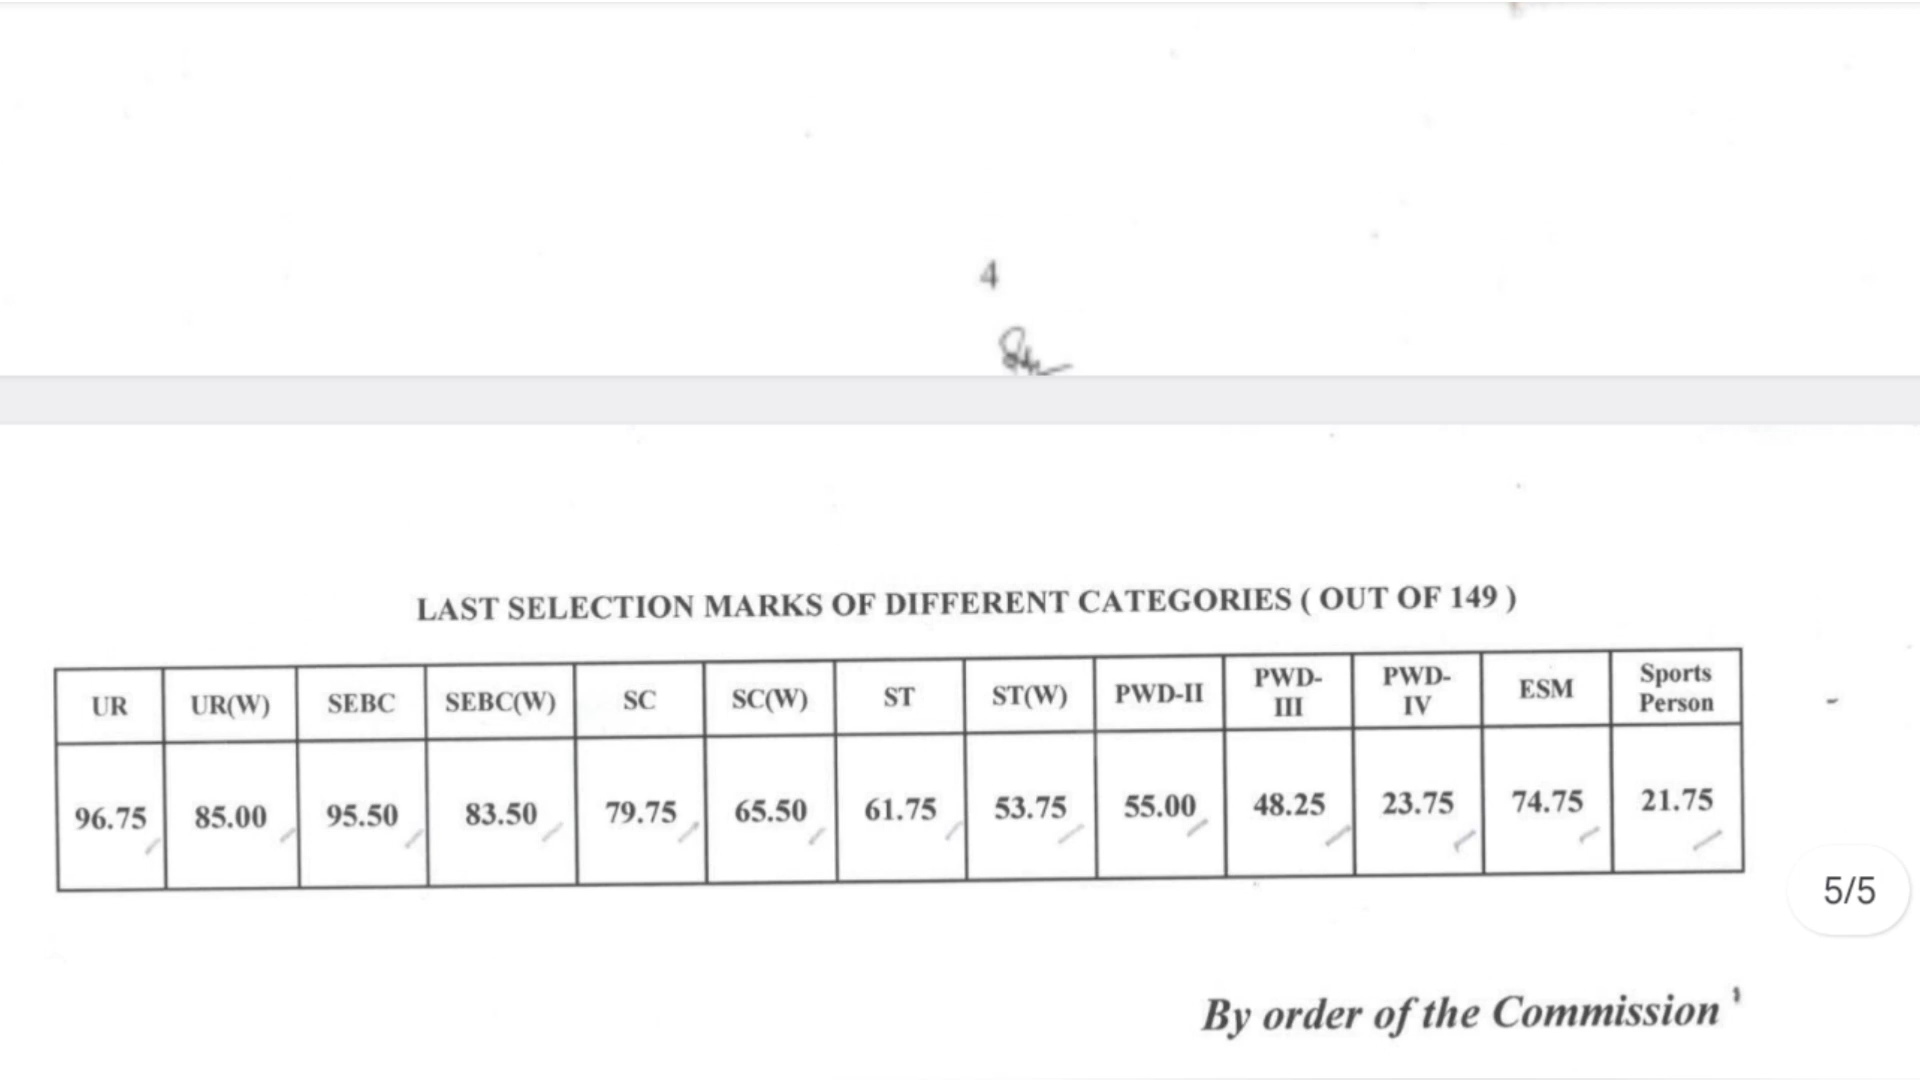 4
LAST SELECTION MARKS OF DIFFERENT CATEGORIES ( OUT OF 149 )
UR UR(W) SEBC SEBC(W) SC SC(W) ST ST(W) PWD-II PWD-III PWD-IV ESM Sports Person
96.75 85.00 95.50 83.50 79.75 65.50 61.75 53.75 55.00 48.25 23.75 74.75 21.75
5/5
By order of the Commission